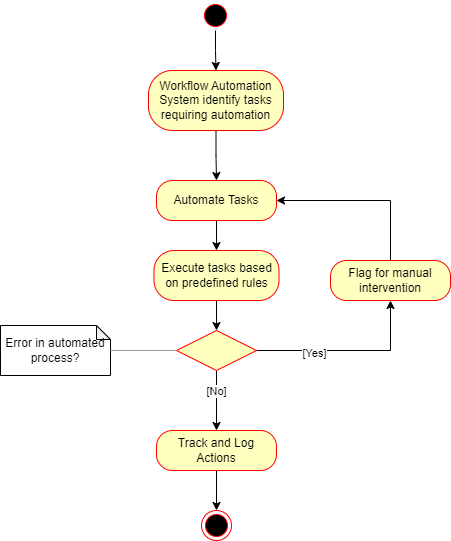 Workflow Automation
System identify tasks
requiring automation
Automate Tasks
Execute tasks based
on predefined rules
Flag for manual
intervention
Error in automated
process?
[Yes]
[No]
Track and Log
Actions